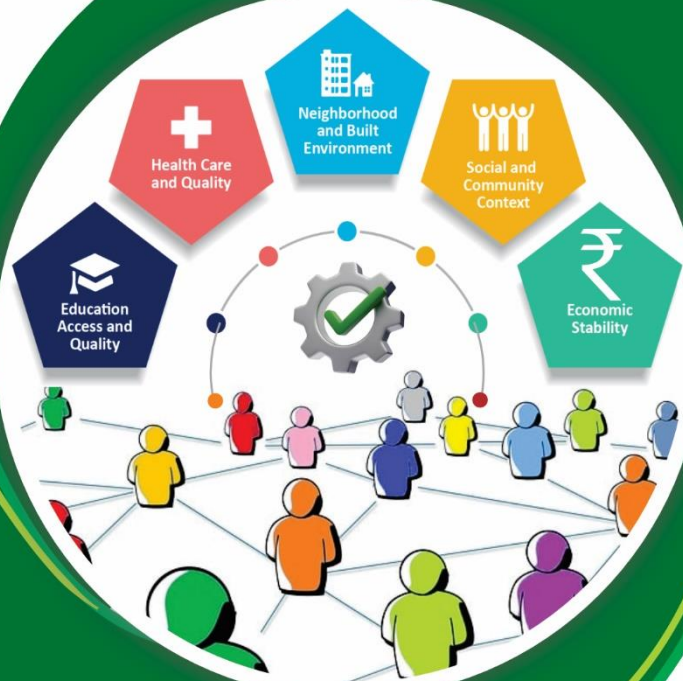 Education
Access and
Quality
Health Care
and Quality
Neighborhood
and Built
Environment
Social and
Community
Context
₹
Economic
Stability